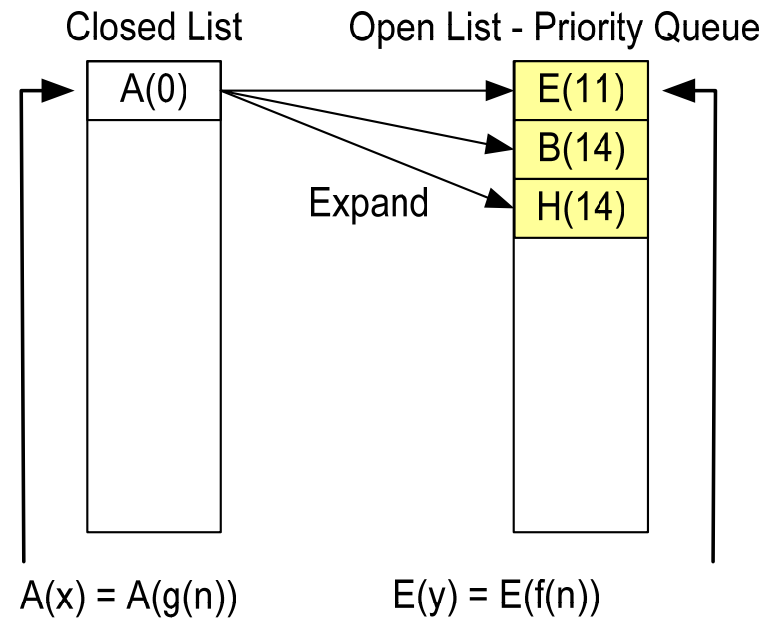 Closed List
Open List - Priority Queue
A(0)
E(11)
B(14)
H(14)
Expand
A(x) = A(g(n))
E(y) = E(f(n))